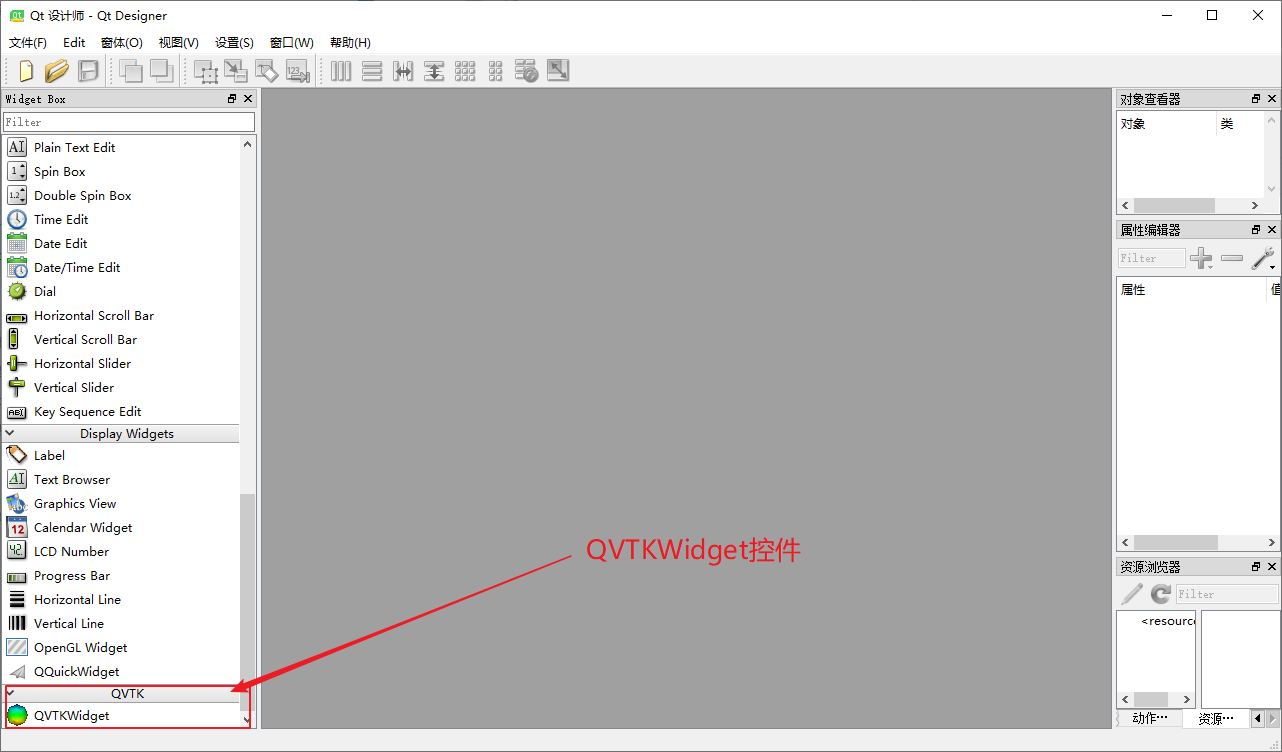 Qt 设计师 - Qt Designer
文件(F) Edit 窗体(O) 视图(V) 设置(S) 窗口(W) 帮助(H)
Widget Box
Filter
Plain Text Edit
Spin Box
Double Spin Box
Time Edit
Date Edit
Date/Time Edit
Dial
Horizontal Scroll Bar
Vertical Scroll Bar
Horizontal Slider
Vertical Slider
Key Sequence Edit
Display Widgets
Label
Text Browser
Graphics View
Calendar Widget
LCD Number
Progress Bar
Horizontal Line
Vertical Line
OpenGL Widget
QQuickWidget
QVTK
QVTKWidget
QVTKWidget控件
对象查看器
对象 类
属性编辑器
Filter
属性 值
资源浏览器
Filter
<resourc
动作… 资源…